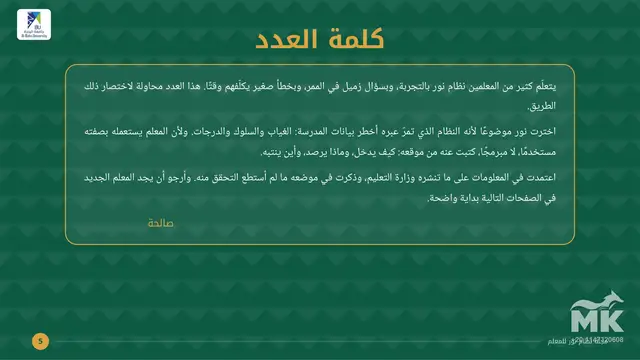 كلمة العدد
يتعلّم كثير من المعلمين نظام نور بالتجربة، وبسؤال زميل في الممر، وبخطأ صغير يكلّفهم وقتًا. هذا العدد محاولة لاختصار ذلك
الطريق.
اخترت نور موضوعًا لأنه النظام الذي تمرّ عبره أخطر بيانات المدرسة: الغياب والسلوك والدرجات. ولأن المعلم يستعمله بصفته
مستخدمًا، لا مبرمجًا، كتبت عنه من موقعه: كيف يدخل، وماذا يرصد، وأين ينتبه.
اعتمدت في المعلومات على ما تنشره وزارة التعليم، وذكرت في موضعه ما لم أستطع التحقق منه. وأرجو أن يجد المعلم الجديد
في الصفحات التالية بداية واضحة.
صالحة
MK
5